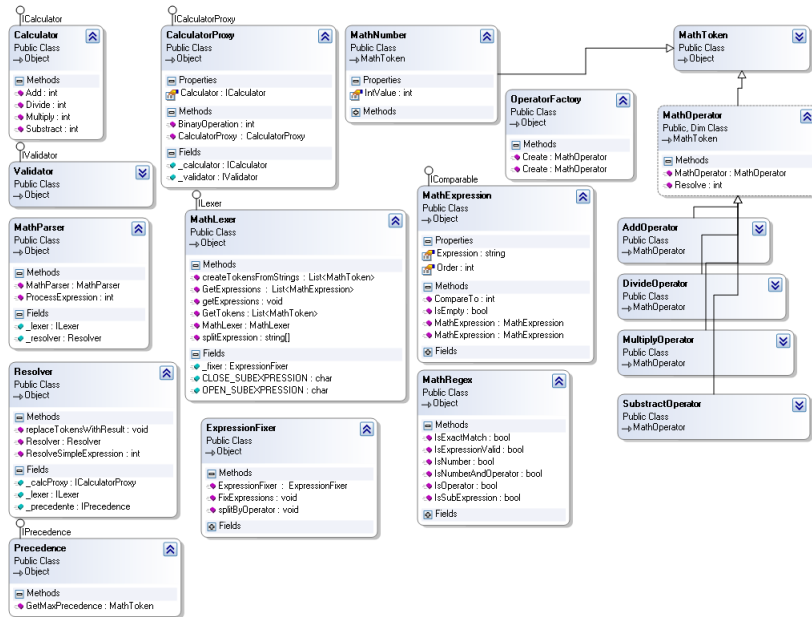 ICalculator
Calculator
Public Class
Object
Methods
Add : int
Divide : int
Multiply : int
Substract : int
IValidator
Validator
Public Class
Object
MathParser
Public Class
Object
Methods
MathParser : MathParser
ProcessExpression : int
Fields
_lexer : ILexer
_resolver : Resolver
Resolver
Public Class
Object
Methods
replaceTokensWithResult : void
Resolver : Resolver
ResolveSimpleExpression : int
Fields
_calcProxy : ICalculatorProxy
_lexer : ILexer
_precedente : IPrecedence
IPrecedence
Precedence
Public Class
Object
Methods
GetMaxPrecedence : MathToken
ICalculatorProxy
CalculatorProxy
Public Class
Object
Properties
Calculator : ICalculator
Methods
BinaryOperation : int
CalculatorProxy : CalculatorProxy
Fields
_calculator : ICalculator
_validator : IValidator
ILexer
MathLexer
Public Class
Object
Methods
createTokensFromStrings : List<MathToken>
GetExpressions : List<MathExpression>
getExpressions : void
GetTokens : List<MathToken>
MathLexer : MathLexer
splitExpression : string[]
Fields
_fixer : ExpressionFixer
CLOSE_SUBEXPRESSION : char
OPEN_SUBEXPRESSION : char
ExpressionFixer
Public Class
Object
Methods
ExpressionFixer : ExpressionFixer
FixExpressions : void
splitByOperator : void
Fields
MathNumber
Public Class
MathToken
Properties
IntValue : int
Methods
OperatorFactory
Public Class
Object
Methods
Create : MathOperator
Create : MathOperator
IComparable
MathExpression
Public Class
Object
Properties
Expression : string
Order : int
Methods
CompareTo : int
IsEmpty : bool
MathExpression : MathExpression
MathExpression : MathExpression
Fields
MathRegex
Public Class
Object
Methods
IsExactMatch : bool
IsExpressionValid : bool
IsNumber : bool
IsNumberAndOperator : bool
IsOperator : bool
IsSubExpression : bool
Fields
MathToken
Public Class
Object
MathOperator
Public, Dim Class
MathToken
Methods
MathOperator : MathOperator
Resolve : int
AddOperator
Public Class
MathOperator
DivideOperator
Public Class
MathOperator
MultiplyOperator
Public Class
MathOperator
SubstractOperator
Public Class
MathOperator